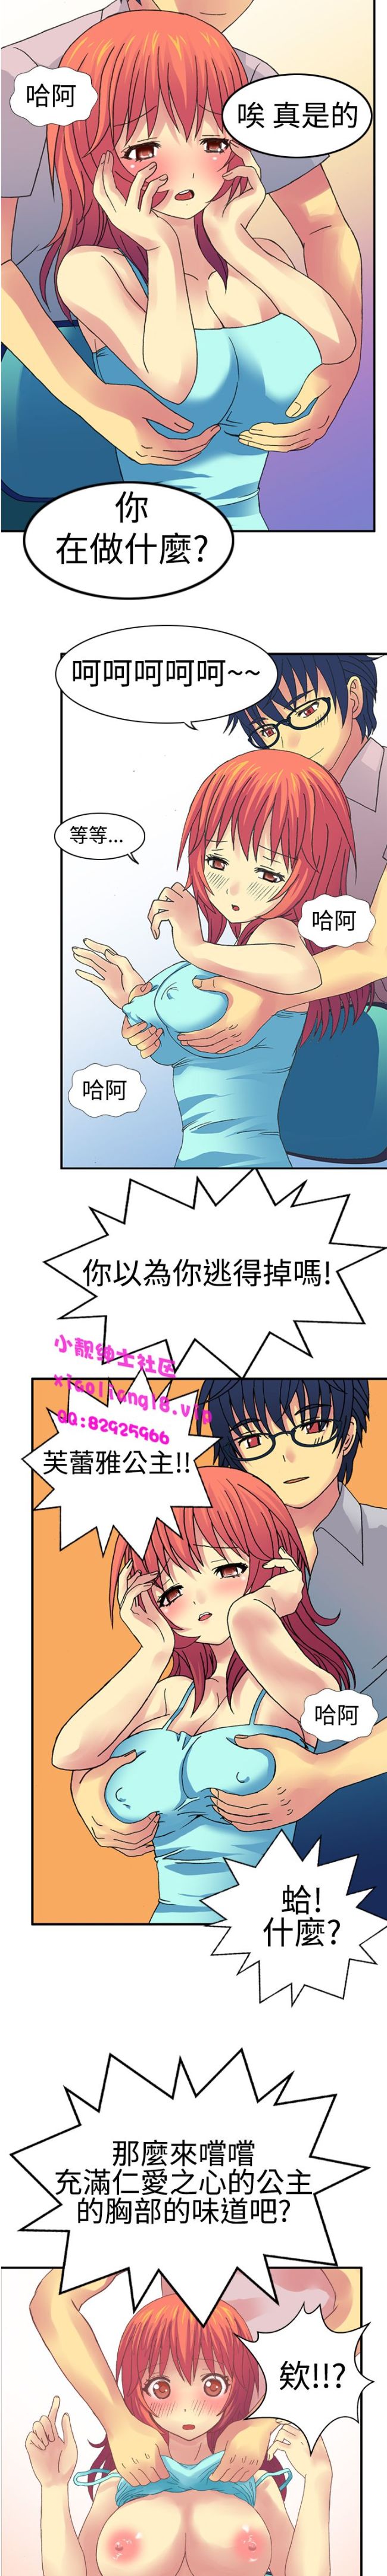 哈阿
唉 真是的
你
在做什麼?
呵呵呵呵呵~~
等等...
哈阿
哈阿
你以為你逃得掉嗎!
小靓绅士社区
xiaoliang18.vip
QQ:82925966
芙蕾雅公主!!
哈阿
蛤!
什麼?
那麼來嚐嚐
充滿仁愛之心的公主
的胸部的味道吧?
欸!!?